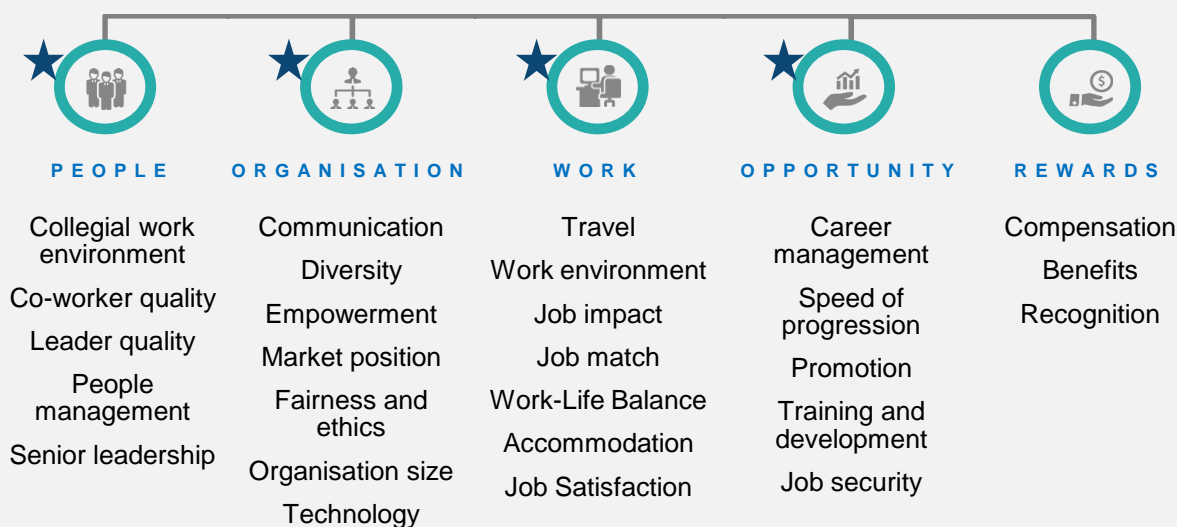 PEOPLE
Collegial work
environment
Co-worker quality
Leader quality
People
management
Senior leadership
ORGANISATION
Communication
Diversity
Empowerment
Market position
Fairness and
ethics
Organisation size
Technology
WORK
Travel
Work environment
Job impact
Job match
Work-Life Balance
Accommodation
Job Satisfaction
OPPORTUNITY
Career
management
Speed of
progression
Promotion
Training and
development
Job security
REWARDS
Compensation
Benefits
Recognition